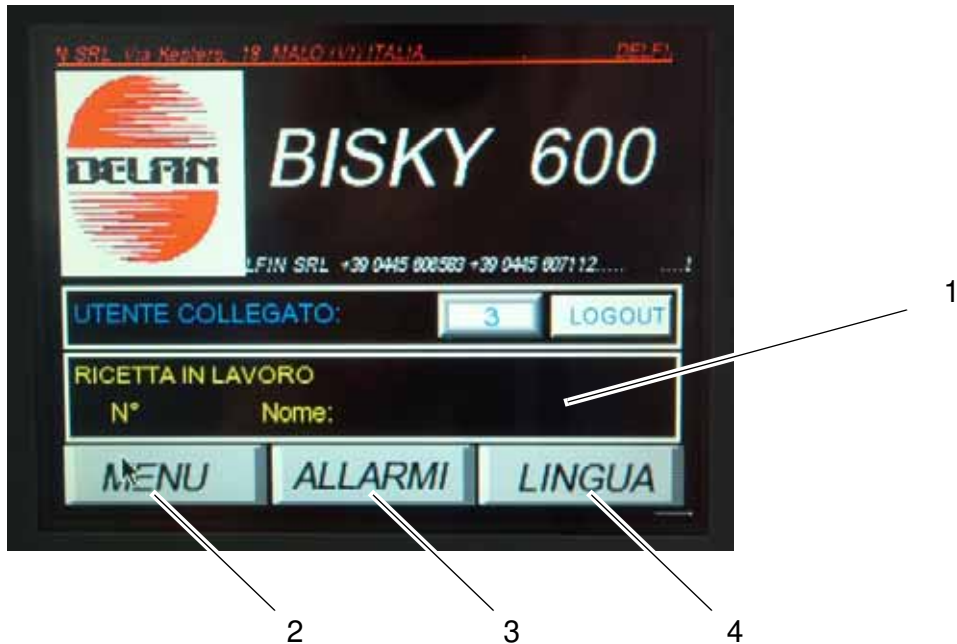 N SRL Via Keplero, 18 MALO (VI) ITALIA DELFI
DELFIN
BISKY 600
LFIN SRL +39 0445 606583 +39 0445 607112.....
UTENTE COLLEGATO: 3 LOGOUT
1
RICETTA IN LAVORO
N° Nome:
MENU ALLARMI LINGUA
2 3 4